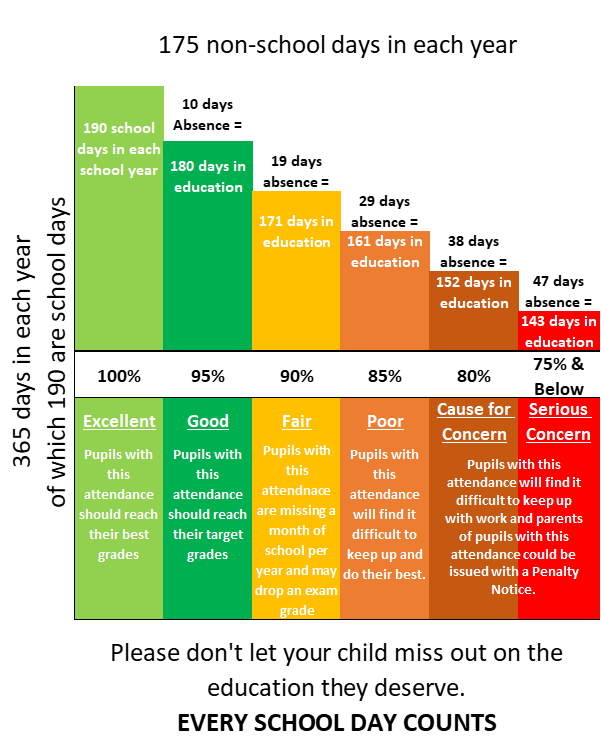 175 non-school days in each year
365 days in each year
of which 190 are school days
190 school
days in each
school year
10 days
Absence =
180 days in
education
19 days
absence =
171 days in
education
29 days
absence =
161 days in
education
38 days
absence =
152 days in
education
47 days
absence =
143 days in
education
100%
95%
90%
85%
80%
75% &
Below
Excellent
Pupils with
this
attendance
should reach
their best
grades
Good
Pupils with
this
attendance
should reach
their target
grades
Fair
Pupils with
this
attendnace
are missing a
month of
school per
year and may
drop an exam
grade
Poor
Pupils with
this
attendance
will find it
difficult to
keep up and
do their best.
Cause for
Concern
Serious
Concern
Pupils with this
attendance will find it
difficult to keep up
with work and parents
of pupils with this
attendance could be
issued with a Penalty
Notice.
Please don't let your child miss out on the
education they deserve.
EVERY SCHOOL DAY COUNTS